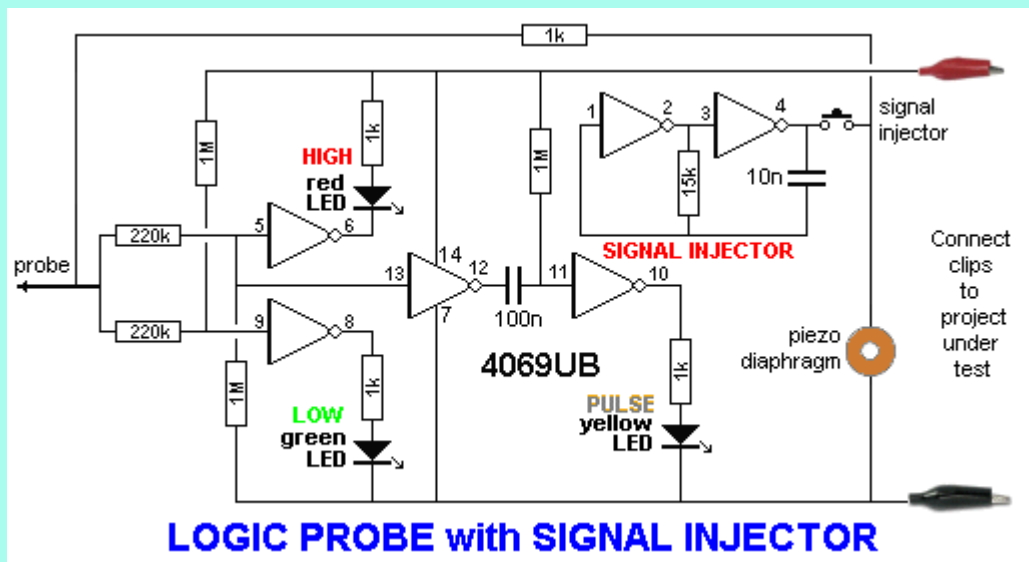 1k
1k
1M
1M
HIGH
red
LED
5
6
220k
probe
220k
9
8
1M
1k
LOW
green
LED
13
14
12
7
100n
11
10
4069UB
1k
PULSE
yellow
LED
1
2
3
4
15k
10n
SIGNAL INJECTOR
signal
injector
Connect
clips
to
project
under
test
piezo
diaphragm
LOGIC PROBE with SIGNAL INJECTOR